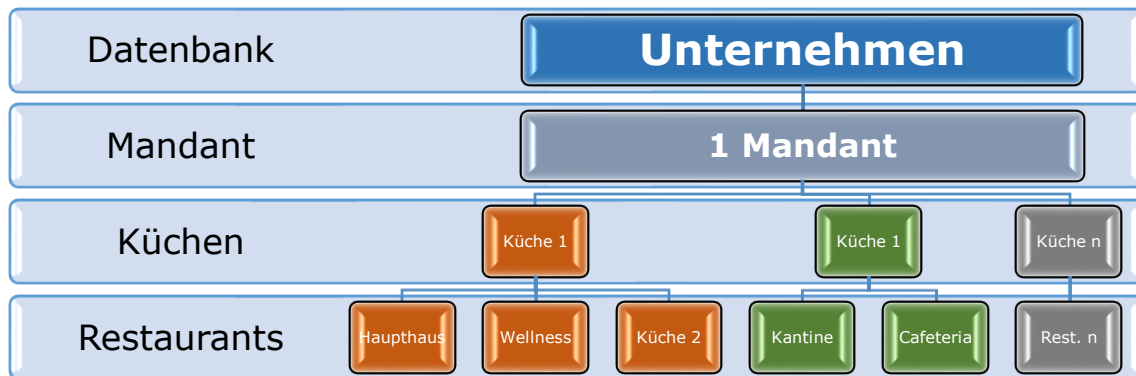 Datenbank
Unternehmen
Mandant
1 Mandant
Küchen
Küche 1
Küche 1
Küche n
Restaurants
Haupthaus
Wellness
Küche 2
Kantine
Cafeteria
Rest. n